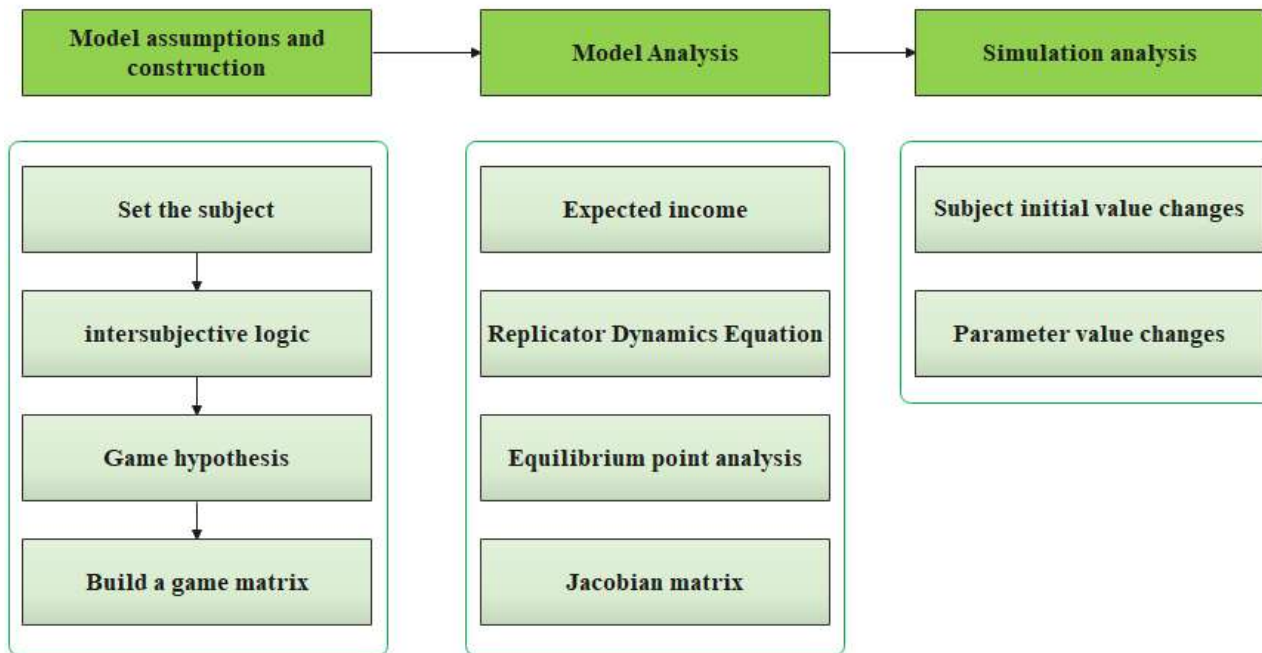 Model assumptions and
construction
Model Analysis
Simulation analysis
Set the subject
intersubjective logic
Game hypothesis
Build a game matrix
Expected income
Replicator Dynamics Equation
Equilibrium point analysis
Jacobian matrix
Subject initial value changes
Parameter value changes